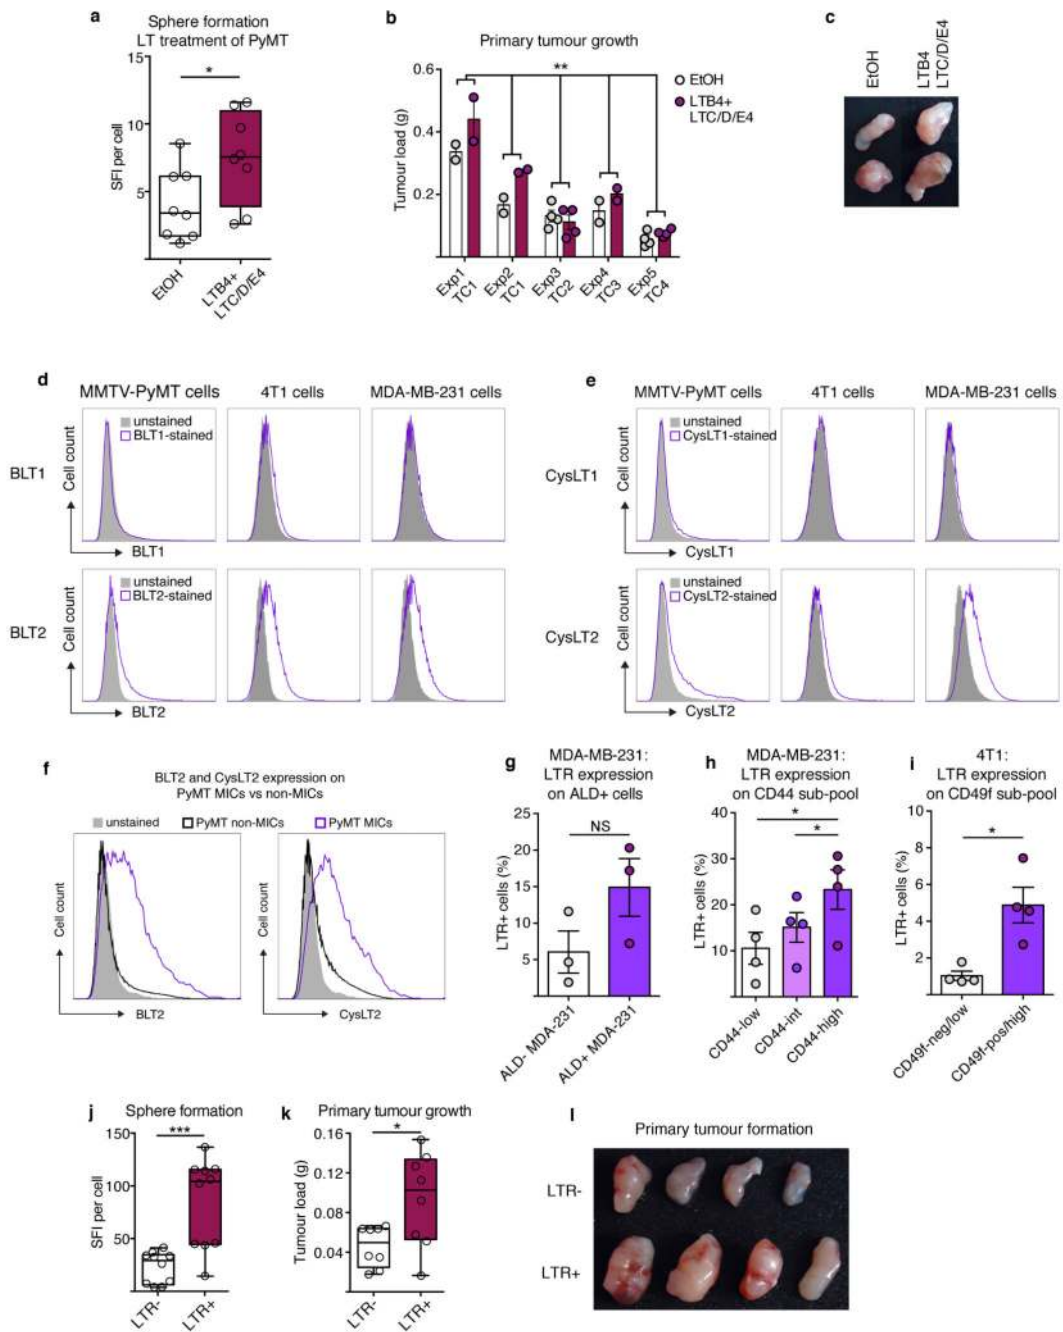 a
Sphere formation
LT treatment of PyMT
15
10
5
*
SFI per cell
EtOH
LTB4+
LTC/D/E4
b
Primary tumour growth
0.6
0.4
0.2
**
Tumour load (g)
EtOH
LTB4+
LTC/D/E4
Exp1
TC1
Exp2
TC1
Exp3
TC2
Exp4
TC3
Exp5
TC4
c
EtOH
LTB4
LTC/D/E4
d
MMTV-PyMT cells
4T1 cells
MDA-MB-231 cells
BLT1
unstained
BLT1-stained
Cell count
BLT1
BLT2
unstained
BLT2-stained
Cell count
BLT2
e
MMTV-PyMT cells
4T1 cells
MDA-MB-231 cells
CysLT1
unstained
CysLT1-stained
Cell count
CysLT1
CysLT2
unstained
CysLT2-stained
Cell count
CysLT2
f
BLT2 and CysLT2 expression on
PyMT MICs vs non-MICs
unstained
PyMT non-MICs
PyMT MICs
Cell count
BLT2
Cell count
CysLT2
g
MDA-MB-231:
LTR expression
on ALD+ cells
25
20
15
10
5
NS
LTR+ cells (%)
ALD- MDA-231
ALD+ MDA-231
h
MDA-MB-231:
LTR expression
on CD44 sub-pool
*
*
40
30
20
10
LTR+ cells (%)
CD44-low
CD44-int
CD44-high
i
4T1:
LTR expression
on CD49f sub-pool
10
8
6
4
2
*
LTR+ cells (%)
CD49f-neg/low
CD49f-pos/high
j
Sphere formation
150
100
50
***
SFI per cell
LTR-
LTR+
k
Primary tumour growth
0.16
0.12
0.08
0.04
*
Tumour load (g)
LTR-
LTR+
l
Primary tumour formation
LTR-
LTR+